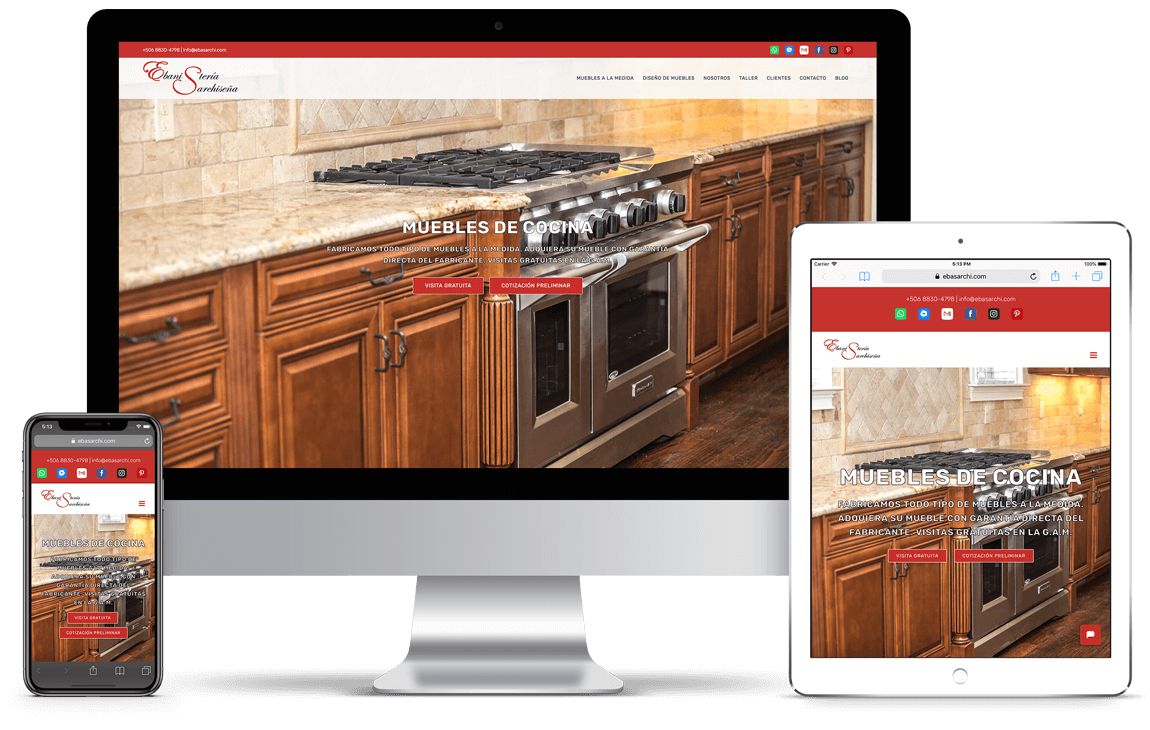 +506 8830-4798 | info@ebasarchi.com
Ebanistería
Sarchiseña
MUEBLES A LA MEDIDA DISEÑO DE MUEBLES NOSOTROS TALLER CLIENTES CONTACTO BLOG
MUEBLES DE COCINA
FABRICAMOS TODO TIPO DE MUEBLES A LA MEDIDA. ADQUIERA SU MUEBLE CON GARANTÍA
DIRECTA DEL FABRICANTE. VISITAS GRATUITAS EN LA G.A.M.
VISITA GRATUITA COTIZACIÓN PRELIMINAR
Carrier 5:13 PM 100%
ebasarchi.com
+506 8830-4798 | info@ebasarchi.com
Ebanistería
Sarchiseña
MUEBLES DE COCINA
FABRICAMOS TODO TIPO DE MUEBLES A LA MEDIDA.
ADQUIERA SU MUEBLE CON GARANTÍA DIRECTA DEL
FABRICANTE. VISITAS GRATUITAS EN LA G.A.M.
VISITA GRATUITA COTIZACIÓN PRELIMINAR
5:13
ebasarchi.com
+506 8830-4798 | info@ebasarchi.com
Ebanistería
Sarchiseña
MUEBLES DE COCINA
FABRICAMOS TODO TIPO DE
MUEBLES A LA MEDIDA.
ADQUIERA SU MUEBLE CON
GARANTÍA DIRECTA DEL
FABRICANTE. VISITAS GRATUITAS
EN LA G.A.M.
VISITA GRATUITA
COTIZACIÓN PRELIMINAR